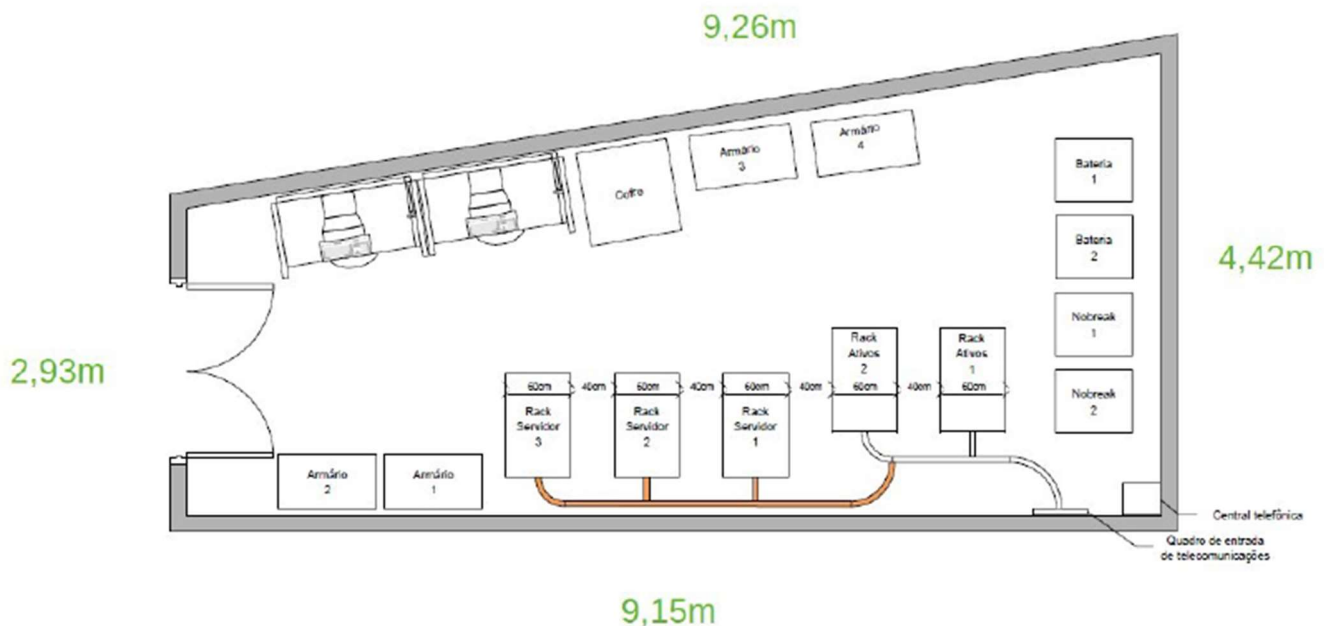 9,26m
Armário
4
Armário
3
Cofre
Bateria
1
Bateria
2
4,42m
Nobreak
1
Nobreak
2
Rack
Ativos
2
Rack
Ativos
1
2,93m
60cm
40cm
60cm
40cm
60cm
40cm
60cm
40cm
60cm
Rack
Servidor
3
Rack
Servidor
2
Rack
Servidor
1
Armário
2
Armário
1
Central telefônica
Quadro de entrada
de telecomunicações
9,15m